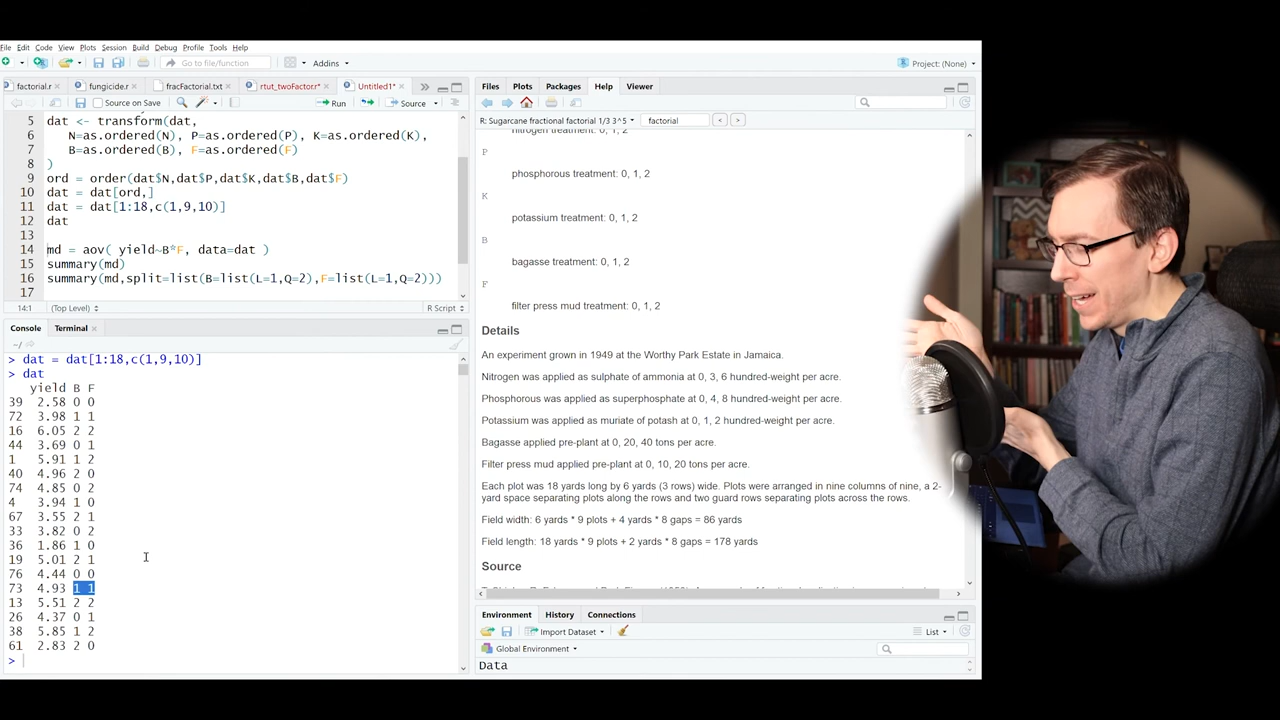 File Edit Code View Plots Session Build Debug Profile Tools Help
Go to file/function
Addins
Project: (None)
factorial.r
fungicide.r
fracFactorial.txt
rtut_twoFactor.r*
Untitled1*
Source on Save
Run
Source
5 dat <- transform(dat,
6 N=as.ordered(N), P=as.ordered(P), K=as.ordered(K),
7 B=as.ordered(B), F=as.ordered(F)
8 )
9 ord = order(dat$N,dat$P,dat$K,dat$B,dat$F)
10 dat = dat[ord,]
11 dat = dat[1:18,c(1,9,10)]
12 dat
13
14 md = aov( yield~B*F, data=dat )
15 summary(md)
16 summary(md,split=list(B=list(L=1,Q=2),F=list(L=1,Q=2)))
17
14:1 (Top Level) R Script
Console Terminal
~/
> dat = dat[1:18,c(1,9,10)]
> dat
yield B F
39 2.58 0 0
72 3.98 1 1
16 6.05 2 2
44 3.69 0 1
1 5.91 1 2
40 4.96 2 0
74 4.85 0 2
4 3.94 1 0
67 3.55 2 1
33 3.82 0 2
36 1.86 1 0
19 5.01 2 1
76 4.44 0 0
73 4.93 1 1
13 5.51 2 2
26 4.37 0 1
38 5.85 1 2
61 2.83 2 0
>
Files Plots Packages Help Viewer
R: Sugarcane fractional factorial 1/3 3^5
factorial
nitrogen treatment: 0, 1, 2
P
phosphorous treatment: 0, 1, 2
K
potassium treatment: 0, 1, 2
B
bagasse treatment: 0, 1, 2
F
filter press mud treatment: 0, 1, 2
Details
An experiment grown in 1949 at the Worthy Park Estate in Jamaica.
Nitrogen was applied as sulphate of ammonia at 0, 3, 6 hundred-weight per acre.
Phosphorous was applied as superphosphate at 0, 4, 8 hundred-weight per acre.
Potassium was applied as muriate of potash at 0, 1, 2 hundred-weight per acre.
Bagasse applied pre-plant at 0, 20, 40 tons per acre.
Filter press mud applied pre-plant at 0, 10, 20 tons per acre.
Each plot was 18 yards long by 6 yards (3 rows) wide. Plots were arranged in nine columns of nine, a 2-
yard space separating plots along the rows and two guard rows separating plots across the rows.
Field width: 6 yards * 9 plots + 4 yards * 8 gaps = 86 yards
Field length: 18 yards * 9 plots + 2 yards * 8 gaps = 178 yards
Source
Environment History Connections
Import Dataset
List
Global Environment
Data